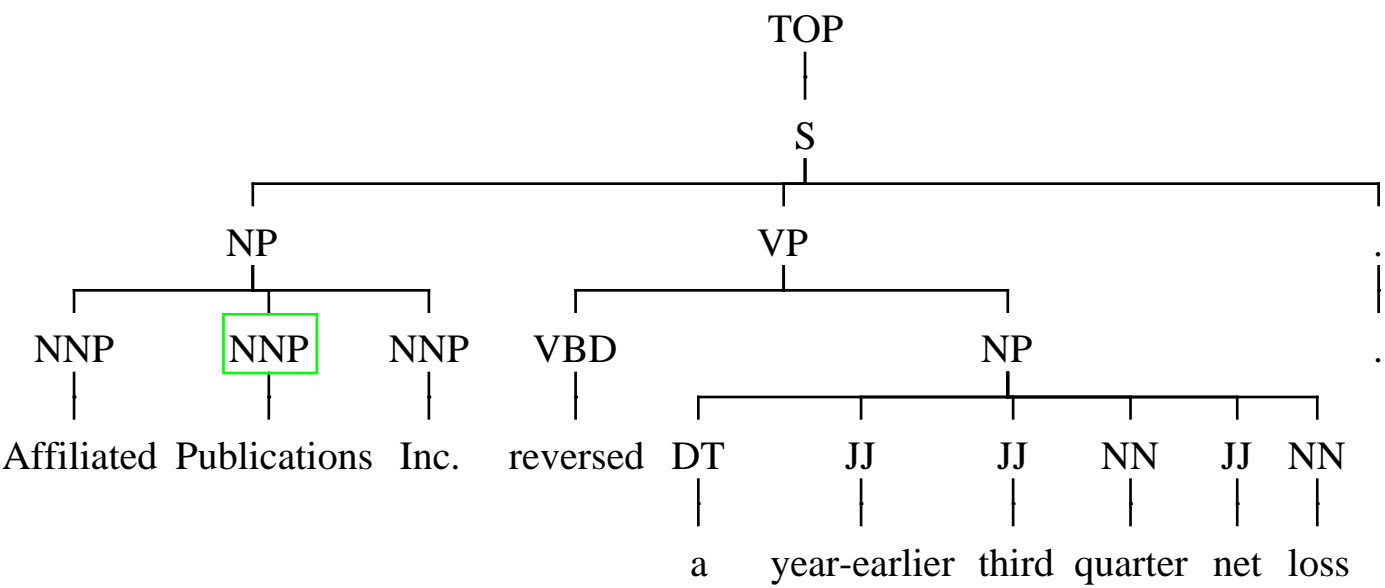 TOP
S
NP VP .
NNP NNP NNP VBD NP .
Affiliated Publications Inc. reversed DT JJ JJ NN JJ NN
a year-earlier third quarter net loss